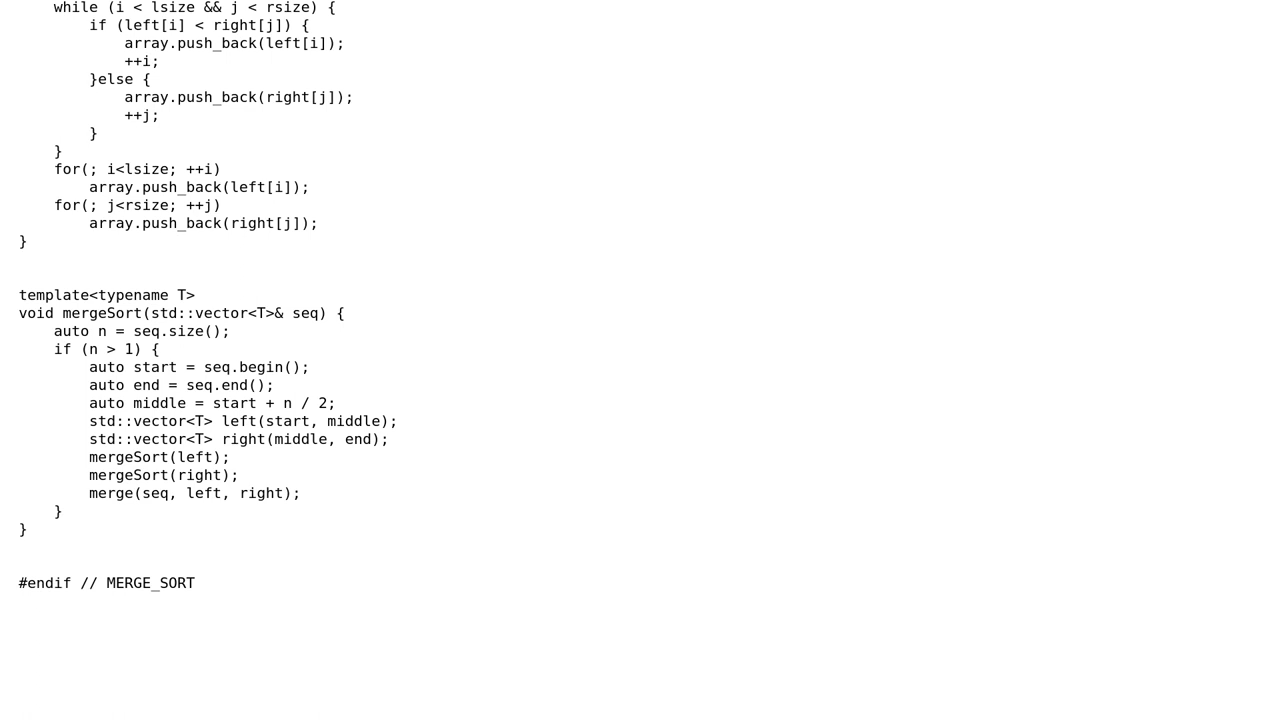 while (i < lsize && j < rsize) {
        if (left[i] < right[j]) {
            array.push_back(left[i]);
            ++i;
        }else {
            array.push_back(right[j]);
            ++j;
        }
    }
    for(; i<lsize; ++i)
        array.push_back(left[i]);
    for(; j<rsize; ++j)
        array.push_back(right[j]);
}


template<typename T>
void mergeSort(std::vector<T>& seq) {
    auto n = seq.size();
    if (n > 1) {
        auto start = seq.begin();
        auto end = seq.end();
        auto middle = start + n / 2;
        std::vector<T> left(start, middle);
        std::vector<T> right(middle, end);
        mergeSort(left);
        mergeSort(right);
        merge(seq, left, right);
    }
}


#endif // MERGE_SORT